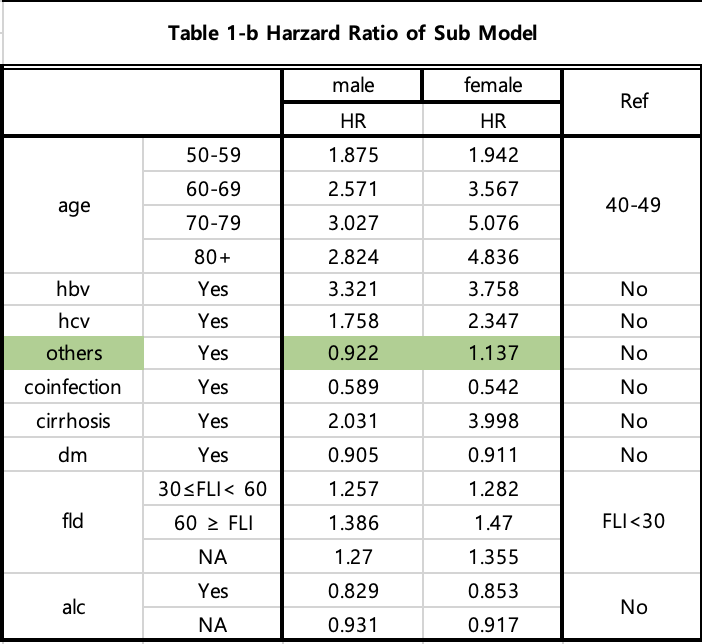 Table 1-b Harzard Ratio of Sub Model
male female Ref
HR HR
age 50-59 1.875 1.942 40-49
60-69 2.571 3.567
70-79 3.027 5.076
80+ 2.824 4.836
hbv Yes 3.321 3.758 No
hcv Yes 1.758 2.347 No
others Yes 0.922 1.137 No
coinfection Yes 0.589 0.542 No
cirrhosis Yes 2.031 3.998 No
dm Yes 0.905 0.911 No
fld 30≤FLI< 60 1.257 1.282 FLI<30
60 ≥ FLI 1.386 1.47
NA 1.27 1.355
alc Yes 0.829 0.853 No
NA 0.931 0.917